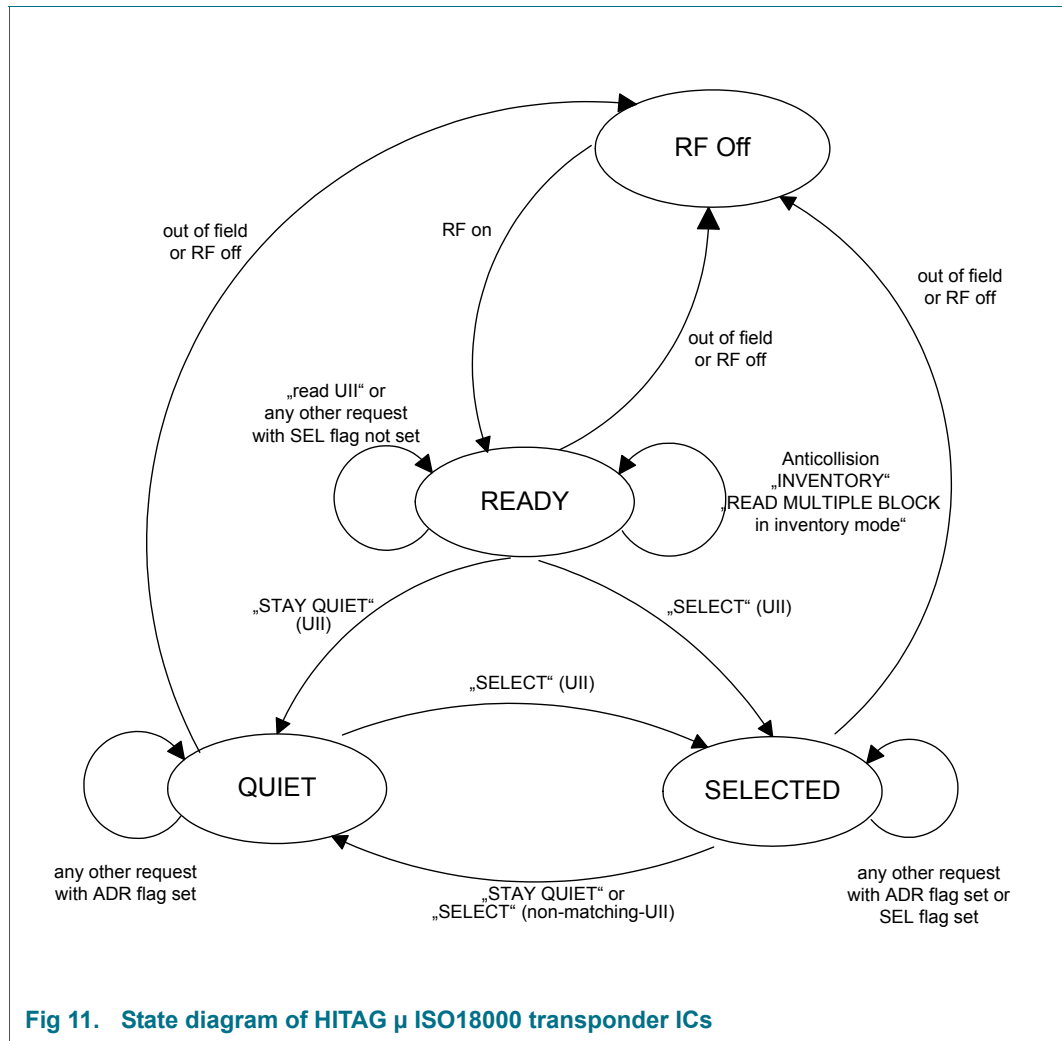 RF Off
out of field
or RF off
RF on
out of field
or RF off
out of field
or RF off
„read UII“ or
any other request
with SEL flag not set
READY
Anticollision
„INVENTORY“
„READ MULTIPLE BLOCK
in inventory mode“
„STAY QUIET“
(UII)
„SELECT“ (UII)
„SELECT“ (UII)
QUIET
SELECTED
any other request
with ADR flag set
„STAY QUIET“ or
„SELECT“ (non-matching-UII)
any other request
with ADR flag set or
SEL flag set
Fig 11. State diagram of HITAG µ ISO18000 transponder ICs